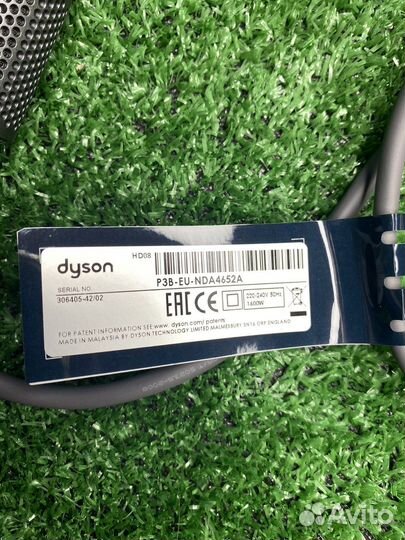 HD08
dyson
P3B-EU-NDA4652A
SERIAL NO.
306405-42/02
EAC CE
220-240V 50Hz
1600W
FOR PATENT INFORMATION SEE www.dyson.com/patents
MADE IN MALAYSIA BY DYSON TECHNOLOGY LIMITED MALMESBURY SN16 ORP ENGLAND
Avito